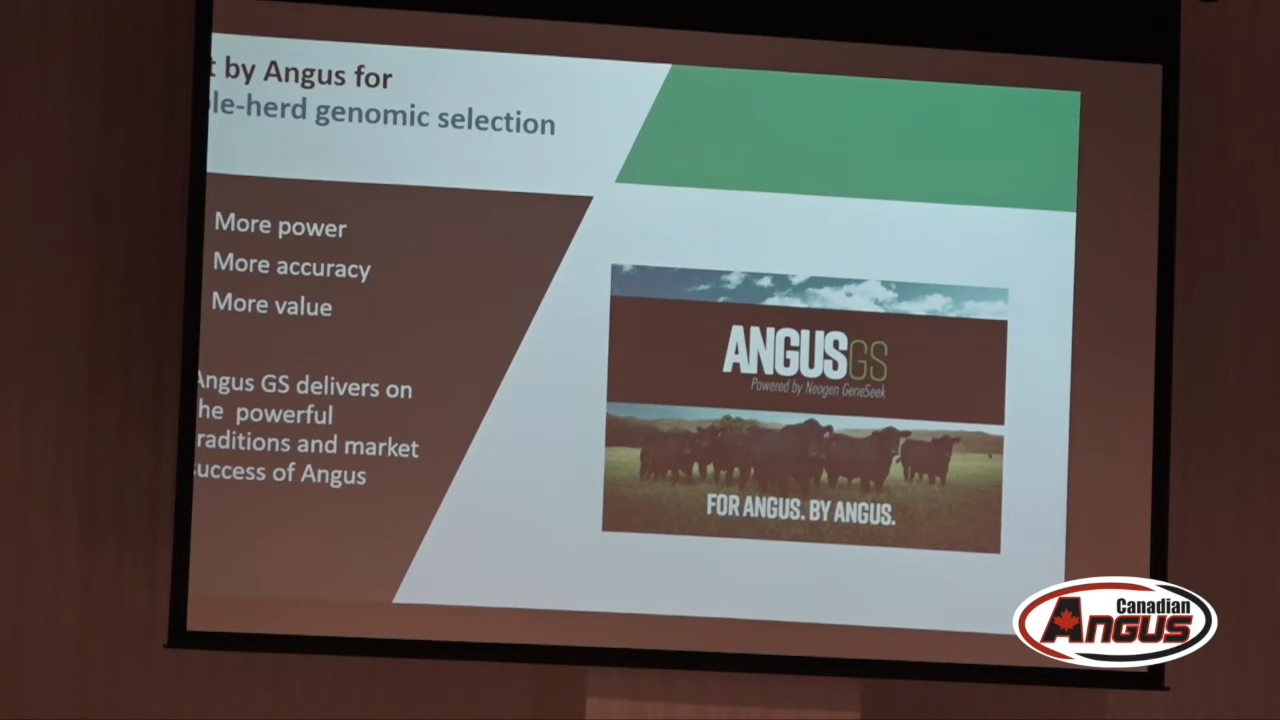 t by Angus for
le-herd genomic selection
More power
More accuracy
More value
Angus GS delivers on
he powerful
raditions and market
uccess of Angus
ANGUSGS
Powered by Neogen GeneSeek
FOR ANGUS. BY ANGUS.
Canadian
ANGUS